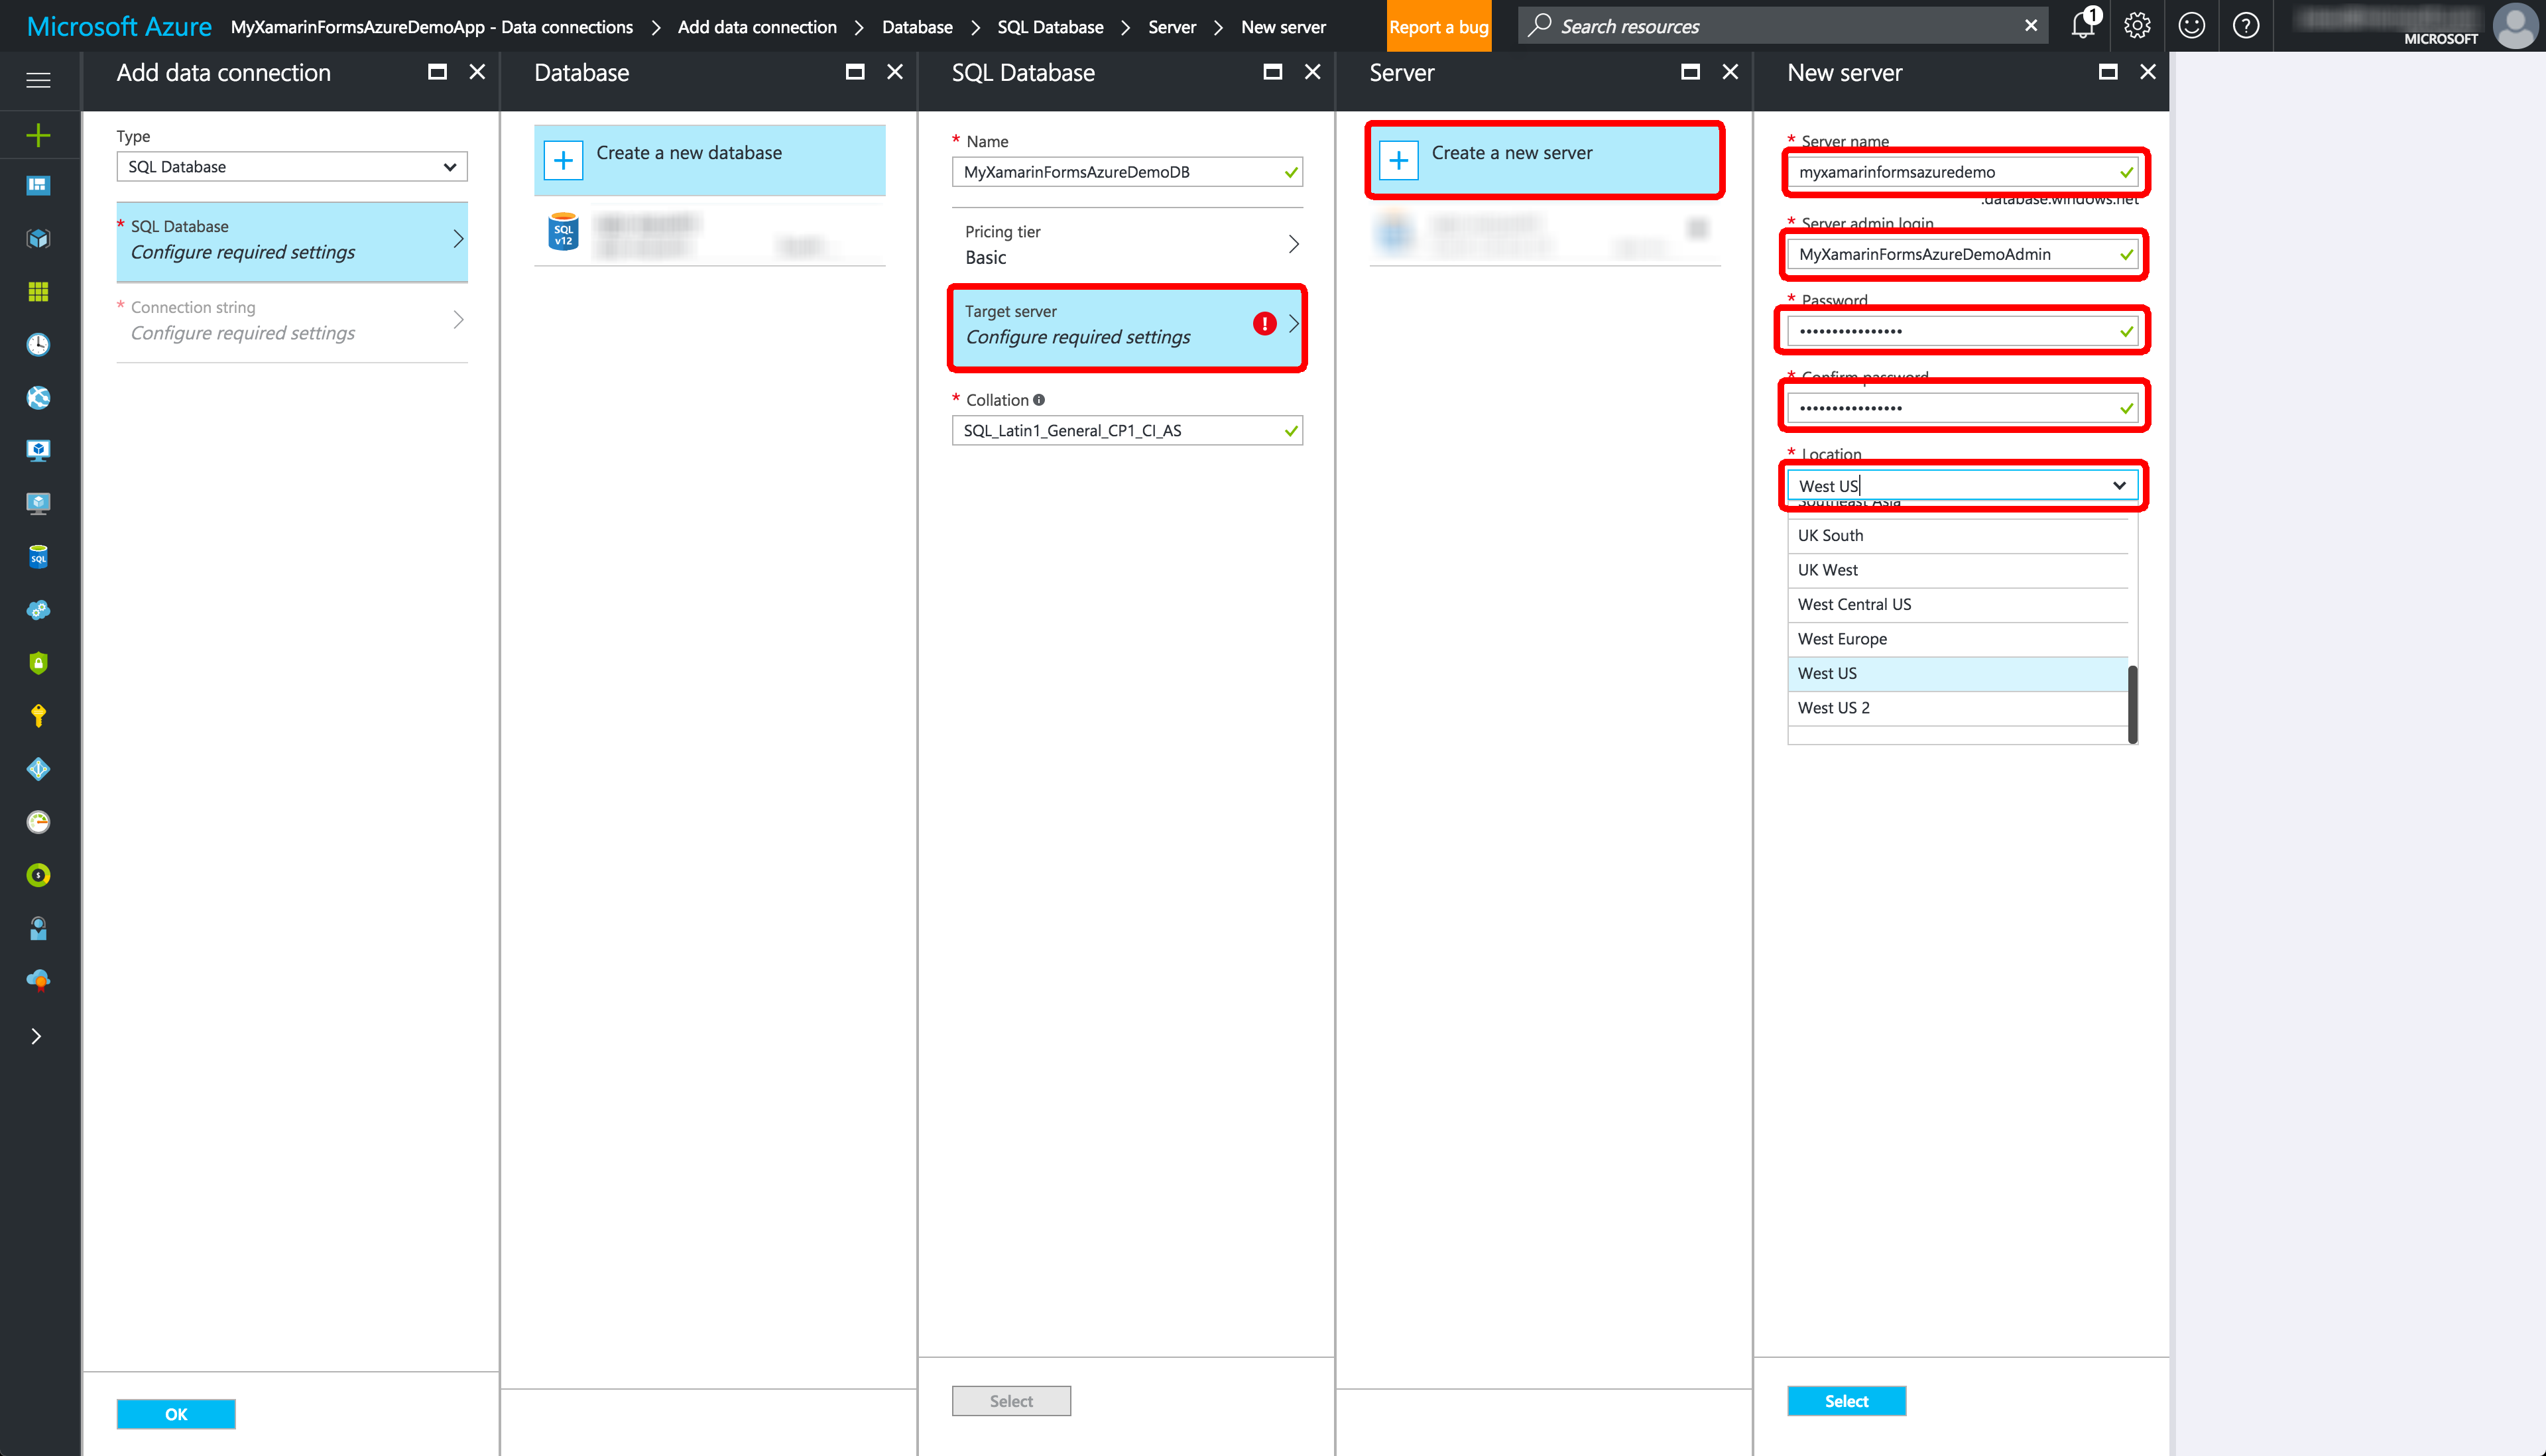 Microsoft Azure MyXamarinFormsAzureDemoApp - Data connections > Add data connection > Database > SQL Database > Server > New server
Report a bug
Search resources
1
MICROSOFT
Add data connection
Type
SQL Database
* SQL Database
Configure required settings
* Connection string
Configure required settings
OK
Database
Create a new database
SQL
v12
SQL Database
* Name
MyXamarinFormsAzureDemoDB
Pricing tier
Basic
Target server
Configure required settings
* Collation
SQL_Latin1_General_CP1_CI_AS
Select
Server
Create a new server
New server
* Server name
myxamarinformsazuredemo
.database.windows.net
* Server admin login
MyXamarinFormsAzureDemoAdmin
* Password
••••••••••••••••
* Confirm password
••••••••••••••••
* Location
West US
Southeast Asia
UK South
UK West
West Central US
West Europe
West US
West US 2
Select
SQL